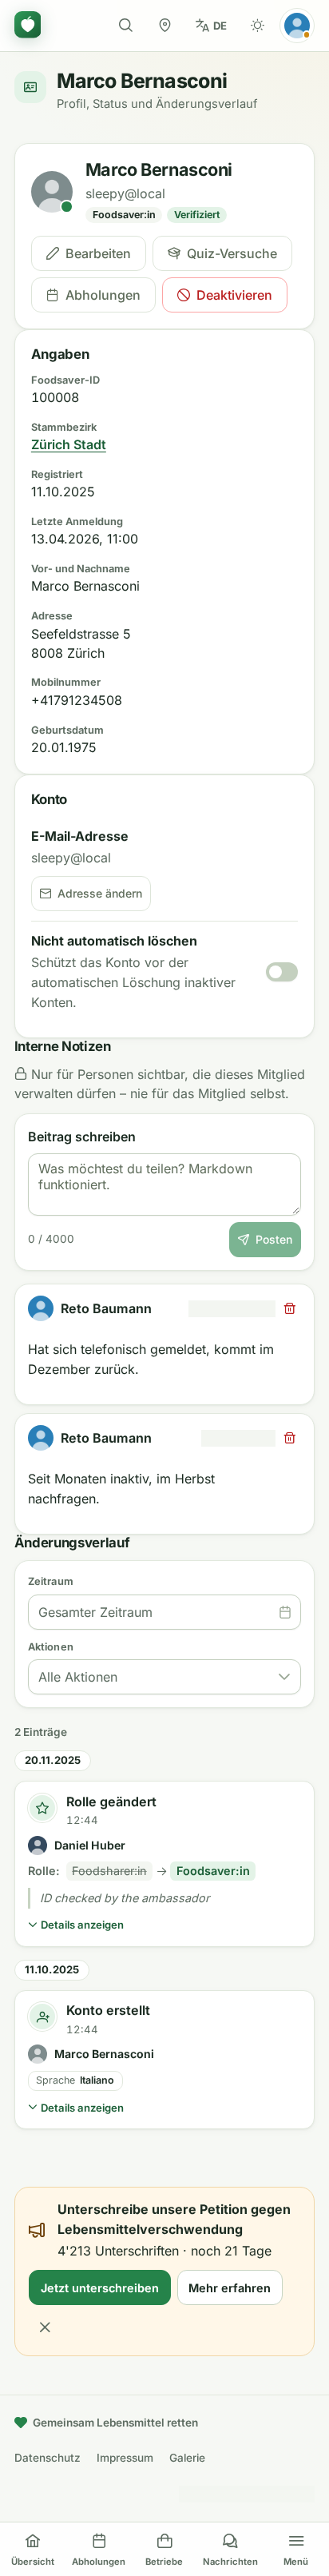 DE
Marco Bernasconi
Profil, Status und Änderungsverlauf
Marco Bernasconi
sleepy@local
Foodsaver:in
Verifiziert
Bearbeiten
Quiz-Versuche
Abholungen
Deaktivieren
Angaben
Foodsaver-ID
100008
Stammbezirk
Zürich Stadt
Registriert
11.10.2025
Letzte Anmeldung
13.04.2026, 11:00
Vor- und Nachname
Marco Bernasconi
Adresse
Seefeldstrasse 5
8008 Zürich
Mobilnummer
+41791234508
Geburtsdatum
20.01.1975
Konto
E-Mail-Adresse
sleepy@local
Adresse ändern
Nicht automatisch löschen
Schützt das Konto vor der
automatischen Löschung inaktiver
Konten.
Interne Notizen
Nur für Personen sichtbar, die dieses Mitglied
verwalten dürfen – nie für das Mitglied selbst.
Beitrag schreiben
Was möchtest du teilen? Markdown
funktioniert.
0 / 4000
Posten
Reto Baumann
Hat sich telefonisch gemeldet, kommt im
Dezember zurück.
Reto Baumann
Seit Monaten inaktiv, im Herbst
nachfragen.
Änderungsverlauf
Zeitraum
Gesamter Zeitraum
Aktionen
Alle Aktionen
2 Einträge
20.11.2025
Rolle geändert
12:44
Daniel Huber
Rolle: Foodsharer:in → Foodsaver:in
ID checked by the ambassador
Details anzeigen
11.10.2025
Konto erstellt
12:44
Marco Bernasconi
Sprache Italiano
Details anzeigen
Unterschreibe unsere Petition gegen
Lebensmittelverschwendung
4'213 Unterschriften · noch 21 Tage
Jetzt unterschreiben
Mehr erfahren
Gemeinsam Lebensmittel retten
Datenschutz
Impressum
Galerie
Übersicht
Abholungen
Betriebe
Nachrichten
Menü